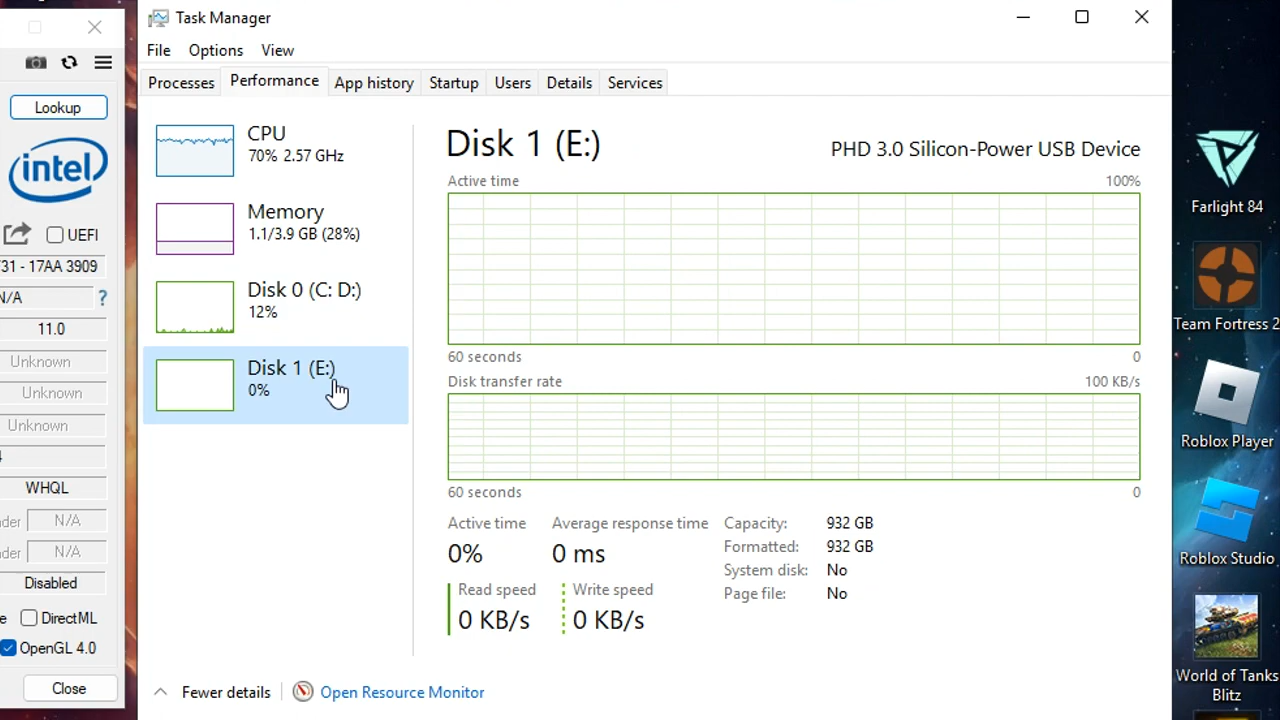 Task Manager
File Options View
Processes Performance App history Startup Users Details Services
Lookup
intel
UEFI
731 - 17AA 3909
N/A ?
11.0
Unknown
Unknown
Unknown
WHQL
N/A
N/A
Disabled
DirectML
OpenGL 4.0
Close
CPU
70% 2.57 GHz
Memory
1.1/3.9 GB (28%)
Disk 0 (C: D:)
12%
Disk 1 (E:)
0%
Disk 1 (E:) PHD 3.0 Silicon-Power USB Device
Active time 100%
60 seconds 0
Disk transfer rate 100 KB/s
60 seconds 0
Active time
0%
Average response time
0 ms
Read speed
0 KB/s
Write speed
0 KB/s
Capacity: 932 GB
Formatted: 932 GB
System disk: No
Page file: No
Fewer details Open Resource Monitor
Farlight 84
Team Fortress 2
Roblox Player
Roblox Studio
World of Tanks
Blitz